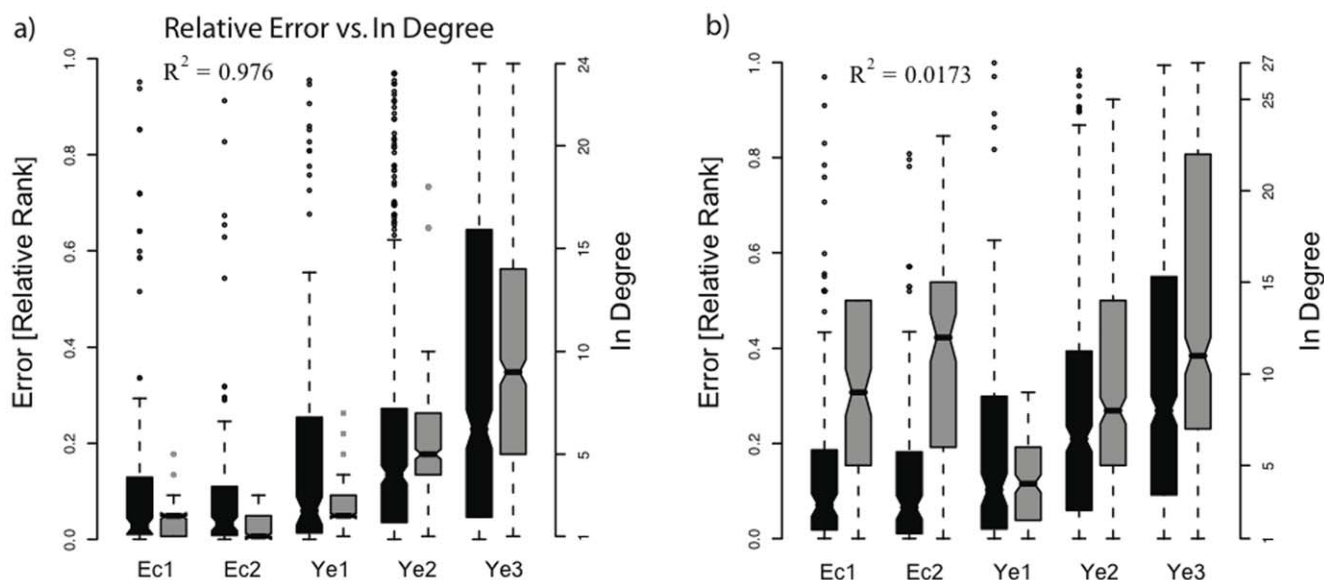 a)
Relative Error vs. In Degree
R² = 0.976
Error [Relative Rank]
1.0
0.8
0.6
0.4
0.2
0.0
24
20
15
10
5
1
In Degree
Ec1 Ec2 Ye1 Ye2 Ye3
b)
R² = 0.0173
Error [Relative Rank]
1.0
0.8
0.6
0.4
0.2
0.0
27
25
20
15
10
5
1
In Degree
Ec1 Ec2 Ye1 Ye2 Ye3